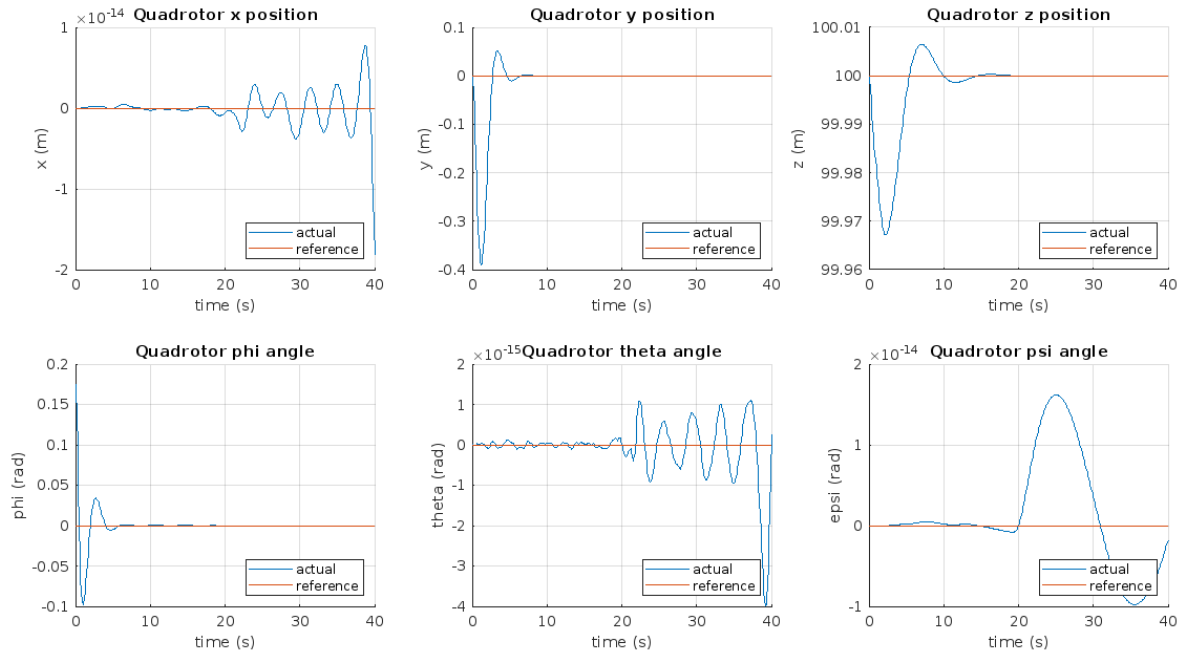 Quadrotor x position
×10⁻¹⁴
1
0
-1
-2
x (m)
0 10 20 30 40
time (s)
actual
reference
Quadrotor y position
0.1
0
-0.1
-0.2
-0.3
-0.4
y (m)
0 10 20 30 40
time (s)
actual
reference
Quadrotor z position
100.01
100
99.99
99.98
99.97
99.96
z (m)
0 10 20 30 40
time (s)
actual
reference
Quadrotor phi angle
0.2
0.15
0.1
0.05
0
-0.05
-0.1
phi (rad)
0 10 20 30 40
time (s)
actual
reference
Quadrotor theta angle
×10⁻¹⁵
2
1
0
-1
-2
-3
-4
theta (rad)
0 10 20 30 40
time (s)
actual
reference
Quadrotor psi angle
×10⁻¹⁴
2
1
0
-1
epsi (rad)
0 10 20 30 40
time (s)
actual
reference